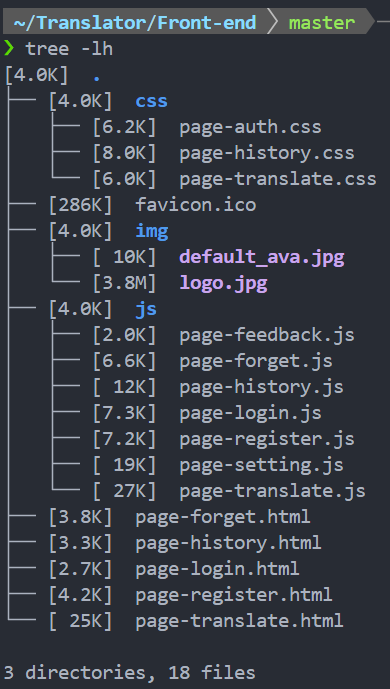 ~/Translator/Front-end master
❯ tree -lh
[4.0K]  .
├── [4.0K]  css
│   ├── [6.2K]  page-auth.css
│   ├── [8.0K]  page-history.css
│   └── [6.0K]  page-translate.css
├── [286K]  favicon.ico
├── [4.0K]  img
│   ├── [ 10K]  default_ava.jpg
│   └── [3.8M]  logo.jpg
├── [4.0K]  js
│   ├── [2.0K]  page-feedback.js
│   ├── [6.6K]  page-forget.js
│   ├── [ 12K]  page-history.js
│   ├── [7.3K]  page-login.js
│   ├── [7.2K]  page-register.js
│   ├── [ 19K]  page-setting.js
│   └── [ 27K]  page-translate.js
├── [3.8K]  page-forget.html
├── [3.3K]  page-history.html
├── [2.7K]  page-login.html
├── [4.2K]  page-register.html
└── [ 25K]  page-translate.html

3 directories, 18 files